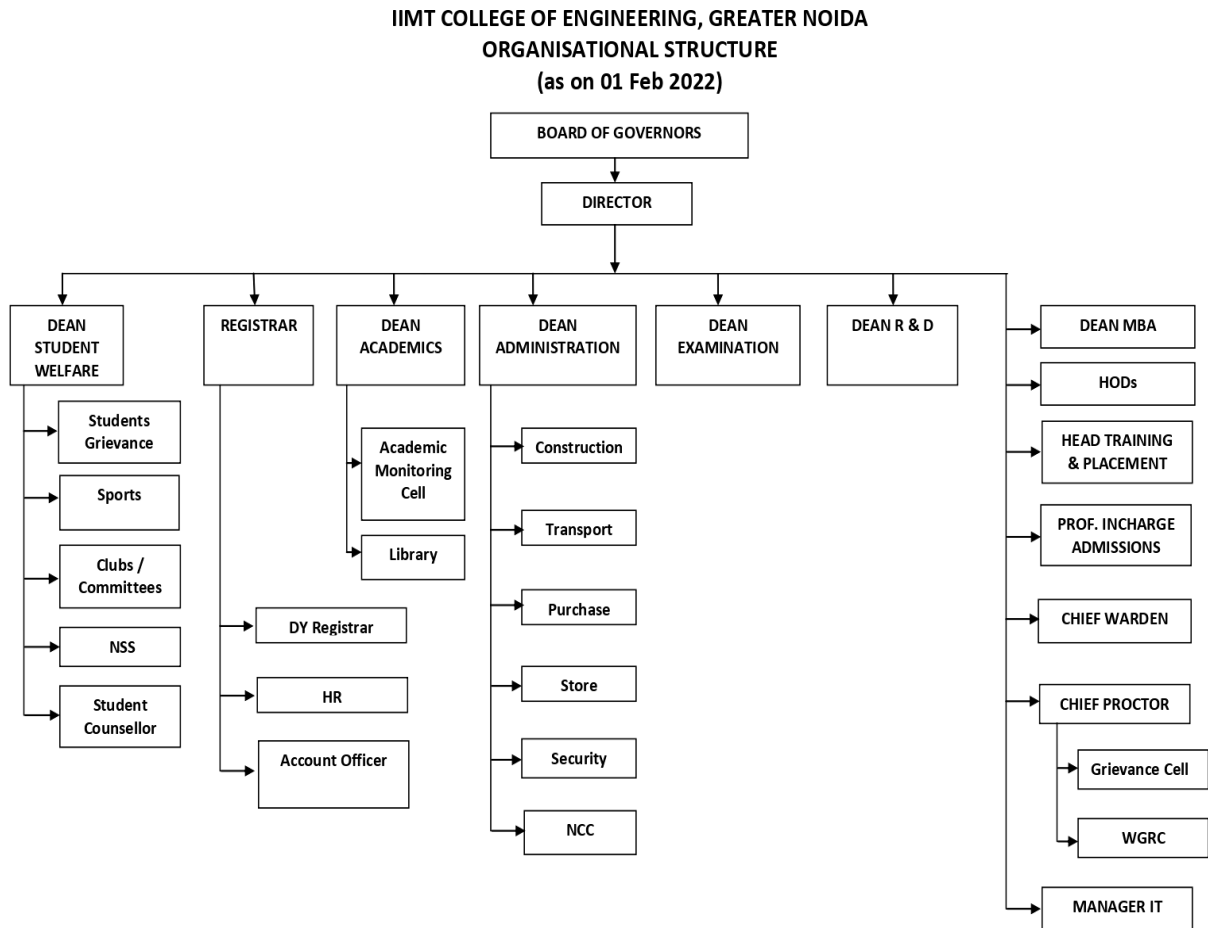 IIMT COLLEGE OF ENGINEERING, GREATER NOIDA
ORGANISATIONAL STRUCTURE
(as on 01 Feb 2022)
BOARD OF GOVERNORS
DIRECTOR
DEAN
STUDENT
WELFARE
Students
Grievance
Sports
Clubs /
Committees
NSS
Student
Counsellor
REGISTRAR
DY Registrar
HR
Account Officer
DEAN
ACADEMICS
Academic
Monitoring
Cell
Library
DEAN
ADMINISTRATION
Construction
Transport
Purchase
Store
Security
NCC
DEAN
EXAMINATION
DEAN R & D
DEAN MBA
HODs
HEAD TRAINING
& PLACEMENT
PROF. INCHARGE
ADMISSIONS
CHIEF WARDEN
CHIEF PROCTOR
Grievance Cell
WGRC
MANAGER IT